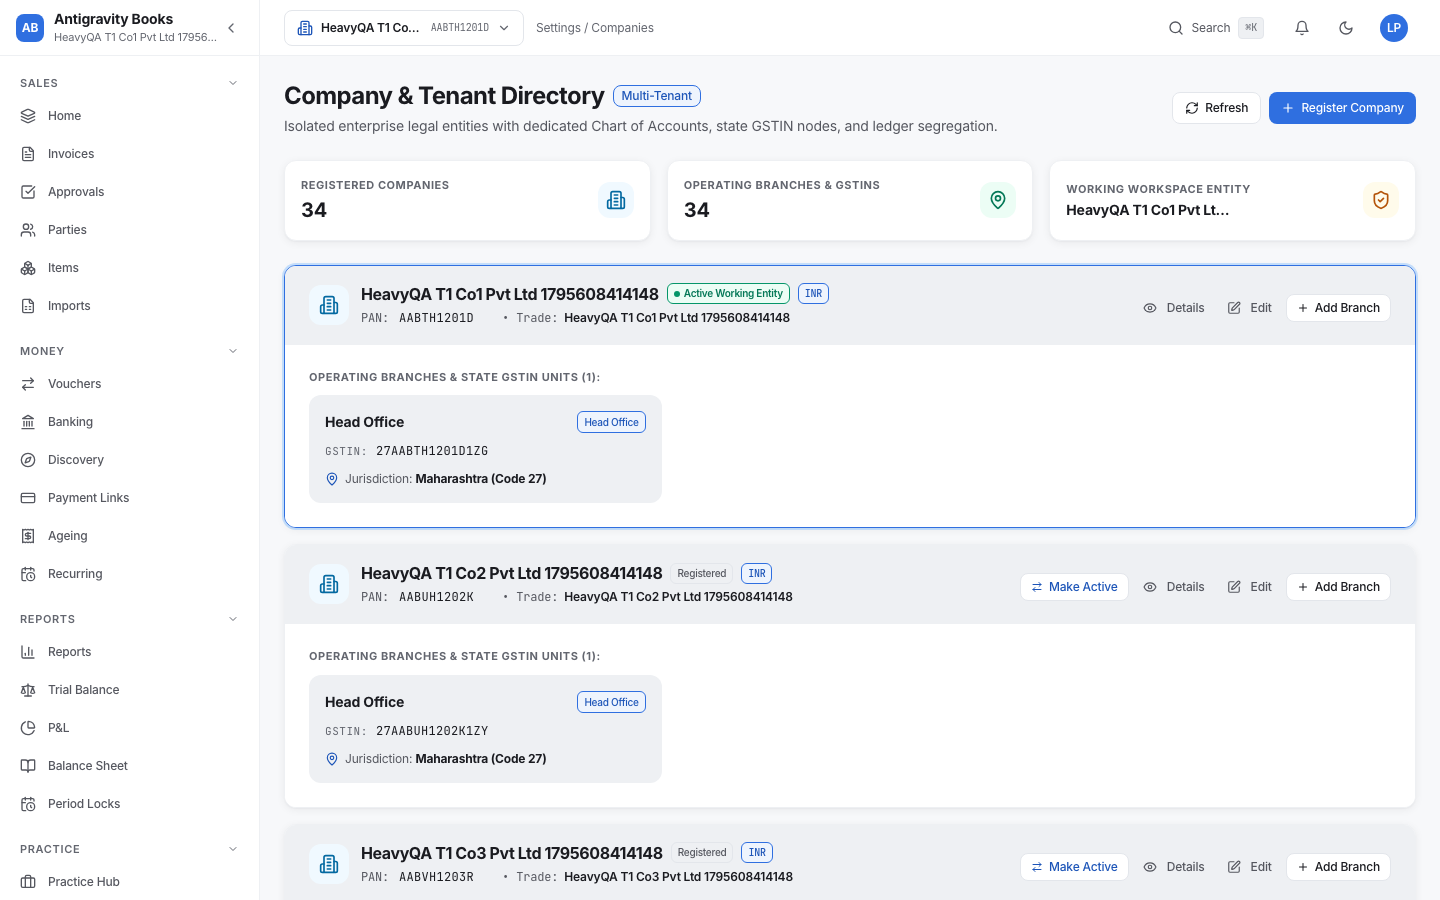 AB
Antigravity Books
HeavyQA T1 Co1 Pvt Ltd 17956...
HeavyQA T1 Co... AABTH1201D
Settings / Companies
Search ⌘K
LP
SALES
Home
Invoices
Approvals
Parties
Items
Imports
MONEY
Vouchers
Banking
Discovery
Payment Links
Ageing
Recurring
REPORTS
Reports
Trial Balance
P&L
Balance Sheet
Period Locks
PRACTICE
Practice Hub
Company & Tenant Directory Multi-Tenant
Isolated enterprise legal entities with dedicated Chart of Accounts, state GSTIN nodes, and ledger segregation.
Refresh
+ Register Company
REGISTERED COMPANIES
34
OPERATING BRANCHES & GSTINS
34
WORKING WORKSPACE ENTITY
HeavyQA T1 Co1 Pvt Lt...
HeavyQA T1 Co1 Pvt Ltd 1795608414148 Active Working Entity INR
PAN: AABTH1201D • Trade: HeavyQA T1 Co1 Pvt Ltd 1795608414148
Details Edit + Add Branch
OPERATING BRANCHES & STATE GSTIN UNITS (1):
Head Office Head Office
GSTIN: 27AABTH1201D1ZG
Jurisdiction: Maharashtra (Code 27)
HeavyQA T1 Co2 Pvt Ltd 1795608414148 Registered INR
PAN: AABUH1202K • Trade: HeavyQA T1 Co2 Pvt Ltd 1795608414148
Make Active Details Edit + Add Branch
OPERATING BRANCHES & STATE GSTIN UNITS (1):
Head Office Head Office
GSTIN: 27AABUH1202K1ZY
Jurisdiction: Maharashtra (Code 27)
HeavyQA T1 Co3 Pvt Ltd 1795608414148 Registered INR
PAN: AABVH1203R • Trade: HeavyQA T1 Co3 Pvt Ltd 1795608414148
Make Active Details Edit + Add Branch